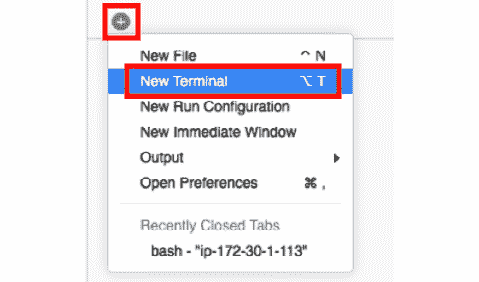 New File ^ N
New Terminal ⌥ T
New Run Configuration
New Immediate Window
Output
Open Preferences ⌘ ,
Recently Closed Tabs
bash - "ip-172-30-1-113"